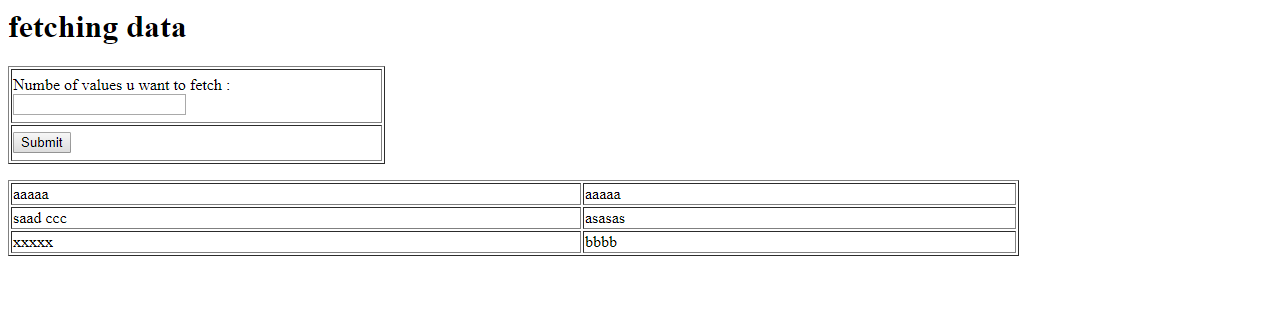 fetching data
Numbe of values u want to fetch :
Submit
aaaaa aaaaa
saad ccc asasas
xxxxx bbbb